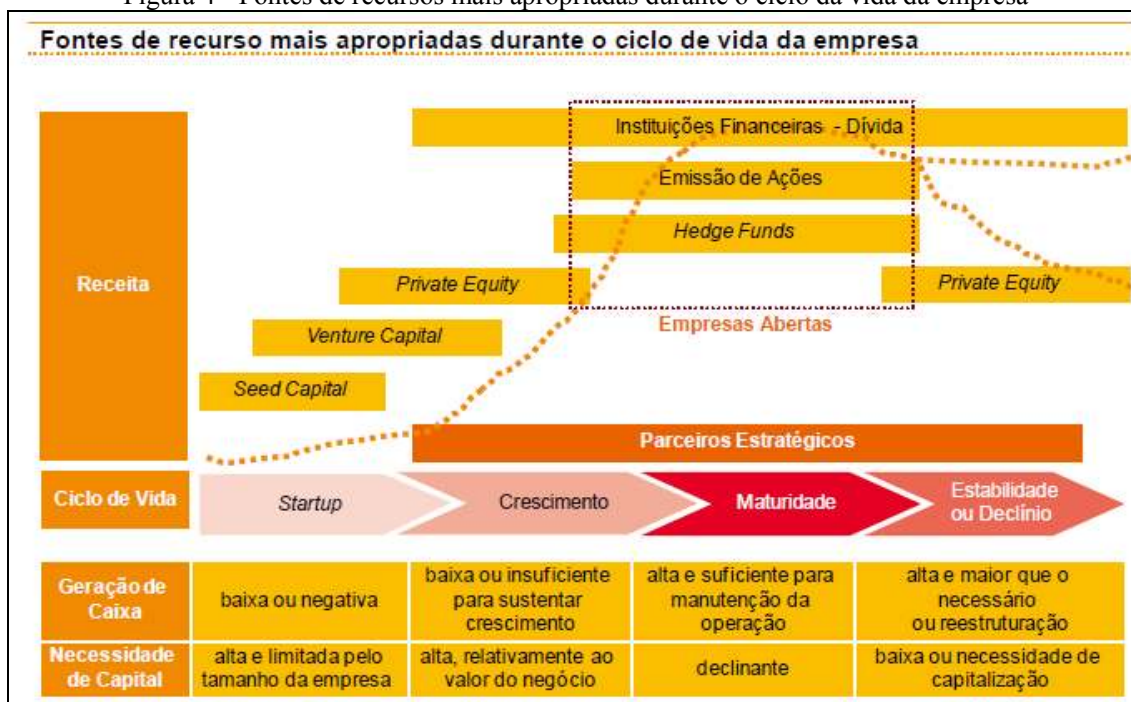 Figura 4 - Fontes de recursos mais apropriadas durante o ciclo da vida da empresa
Fontes de recurso mais apropriadas durante o ciclo de vida da empresa
Receita
Instituições Financeiras - Dívida
Emissão de Ações
Hedge Funds
Private Equity
Private Equity
Empresas Abertas
Venture Capital
Seed Capital
Parceiros Estratégicos
Ciclo de Vida
Startup
Crescimento
Maturidade
Estabilidade
ou Declínio
Geração de
Caixa
baixa ou negativa
baixa ou insuficiente
para sustentar
crescimento
alta e suficiente para
manutenção da
operação
alta e maior que o
necessário
ou reestruturação
Necessidade
de Capital
alta e limitada pelo
tamanho da empresa
alta, relativamente ao
valor do negócio
declinante
baixa ou necessidade de
capitalização